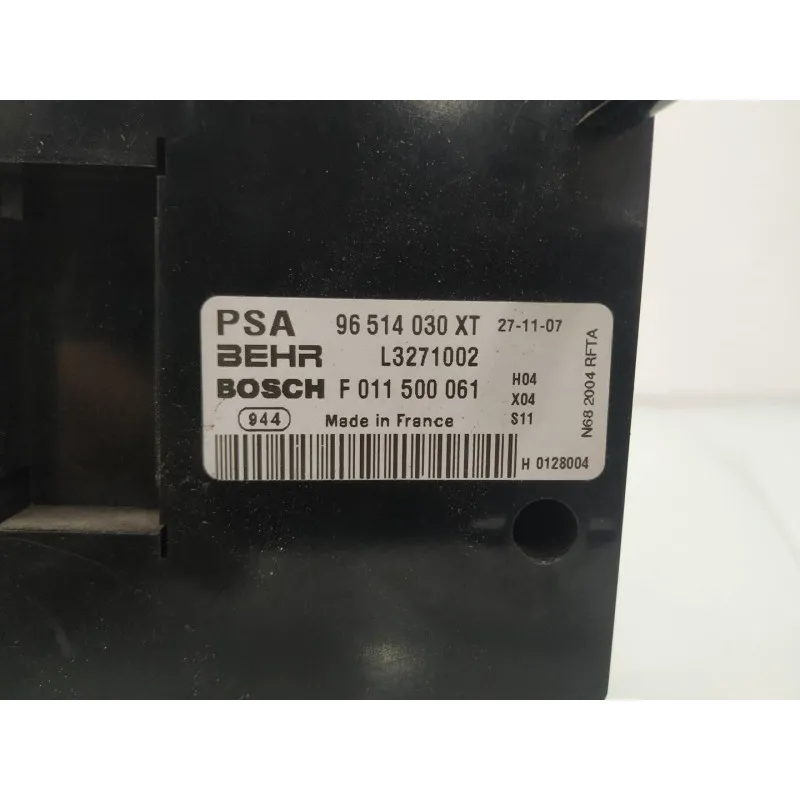 PSA 96 514 030 XT 27-11-07
BEHR L3271002
BOSCH F 011 500 061 H04
X04
944 Made in France S11
H 0128004
N68 2004 RFTA